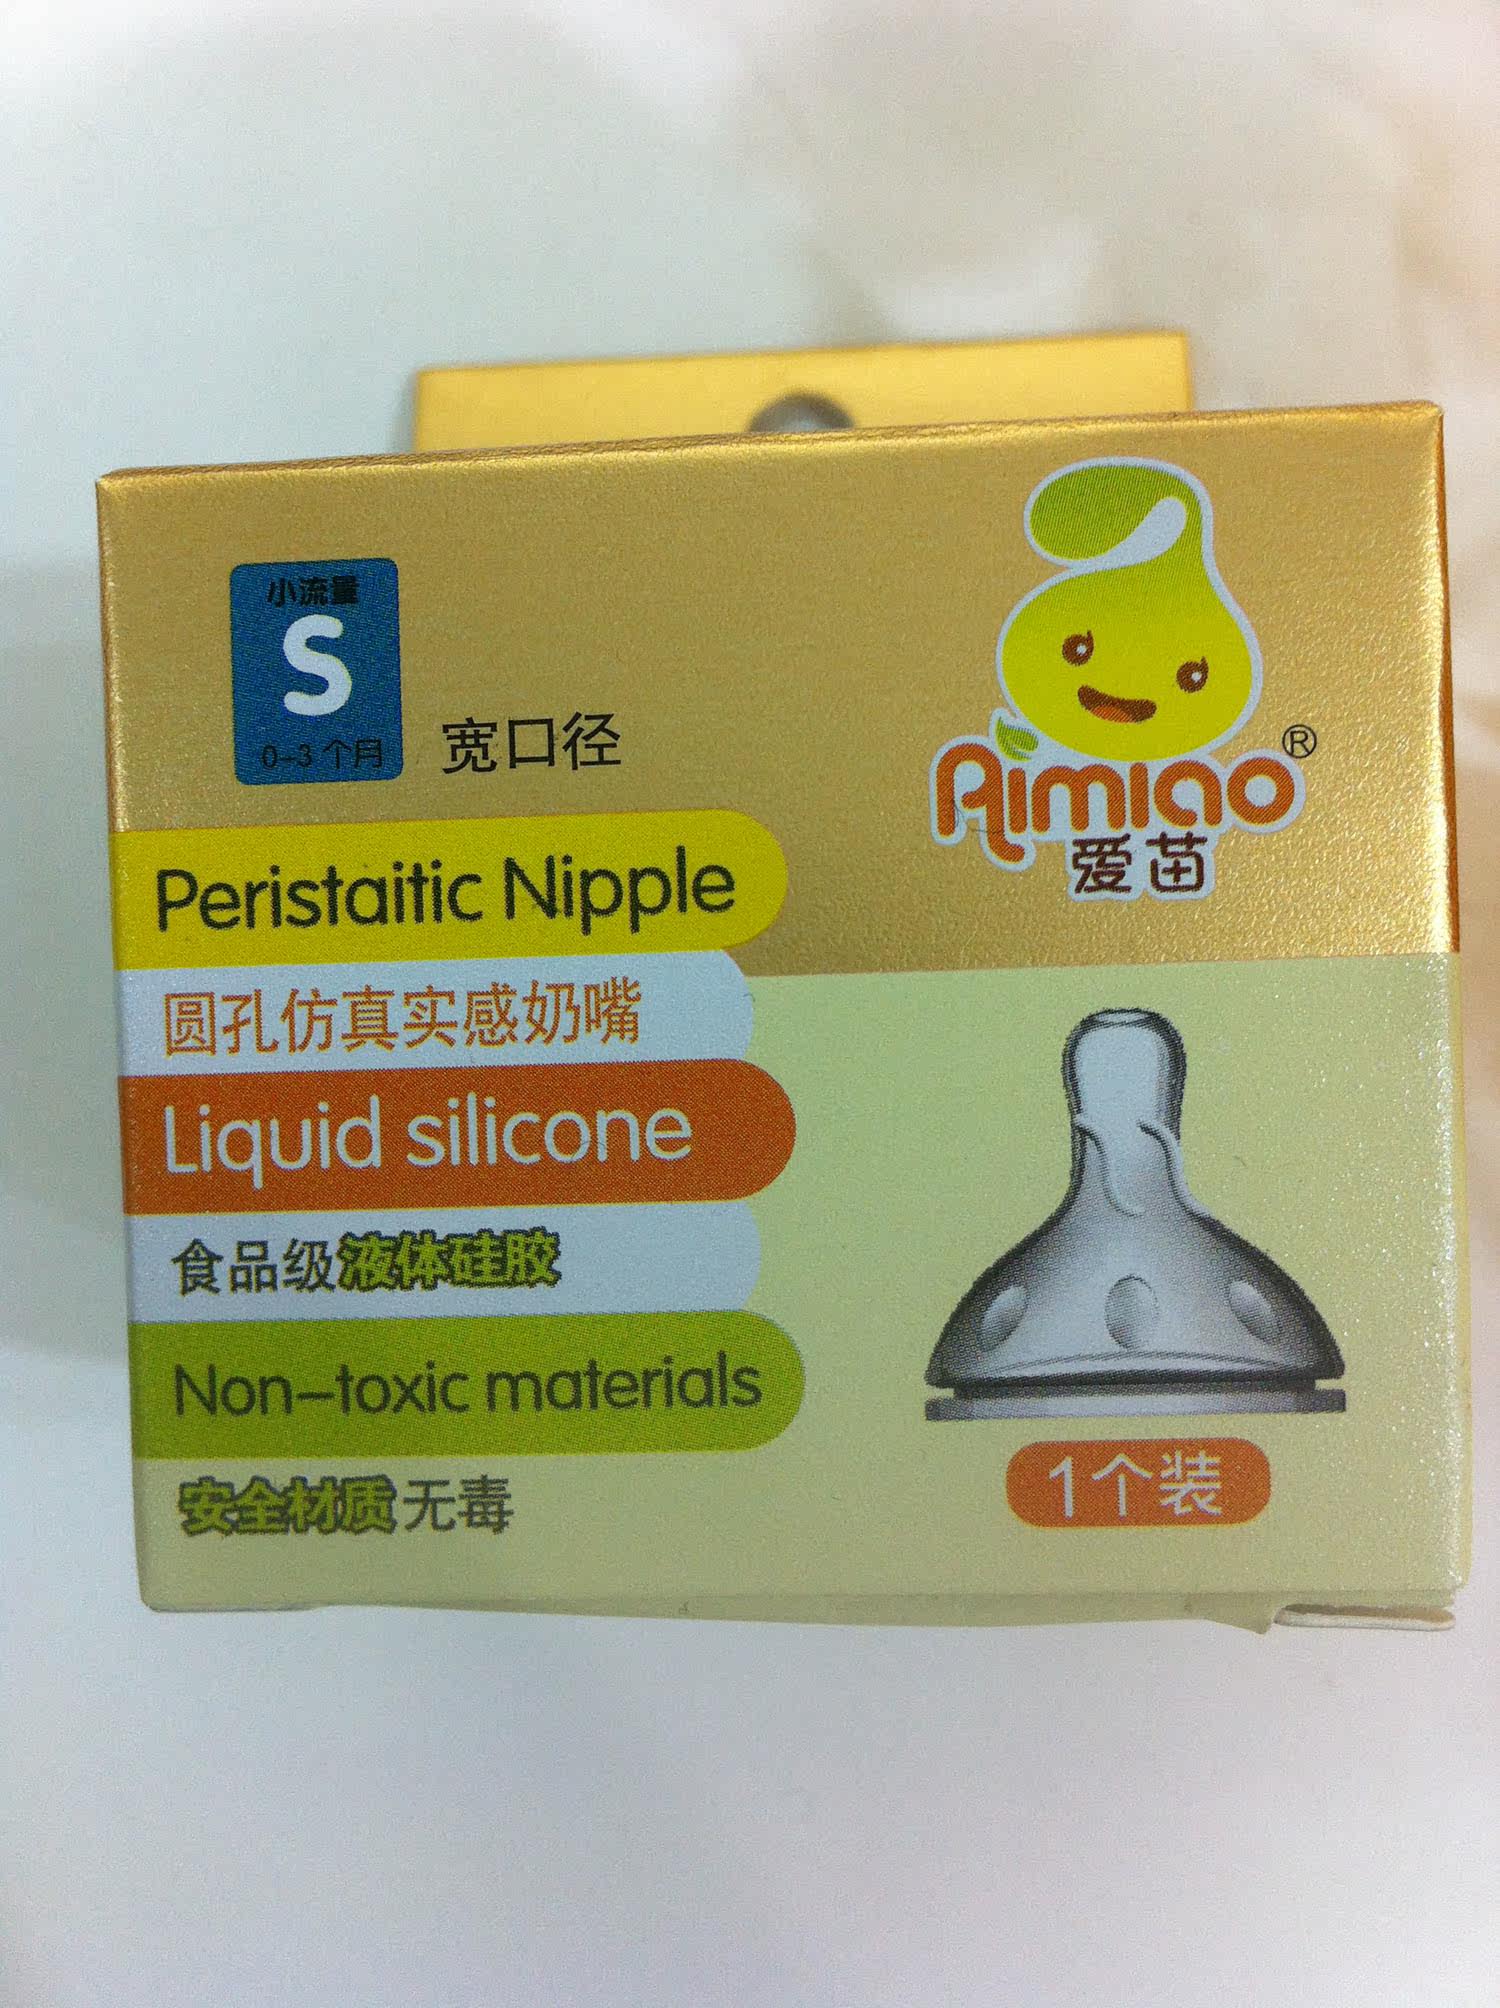 小流量
S
0-3个月
宽口径
Aimiao®
爱苗
Peristaitic Nipple
圆孔仿真实感奶嘴
Liquid silicone
食品级液体硅胶
Non-toxic materials
安全材质无毒
1个装